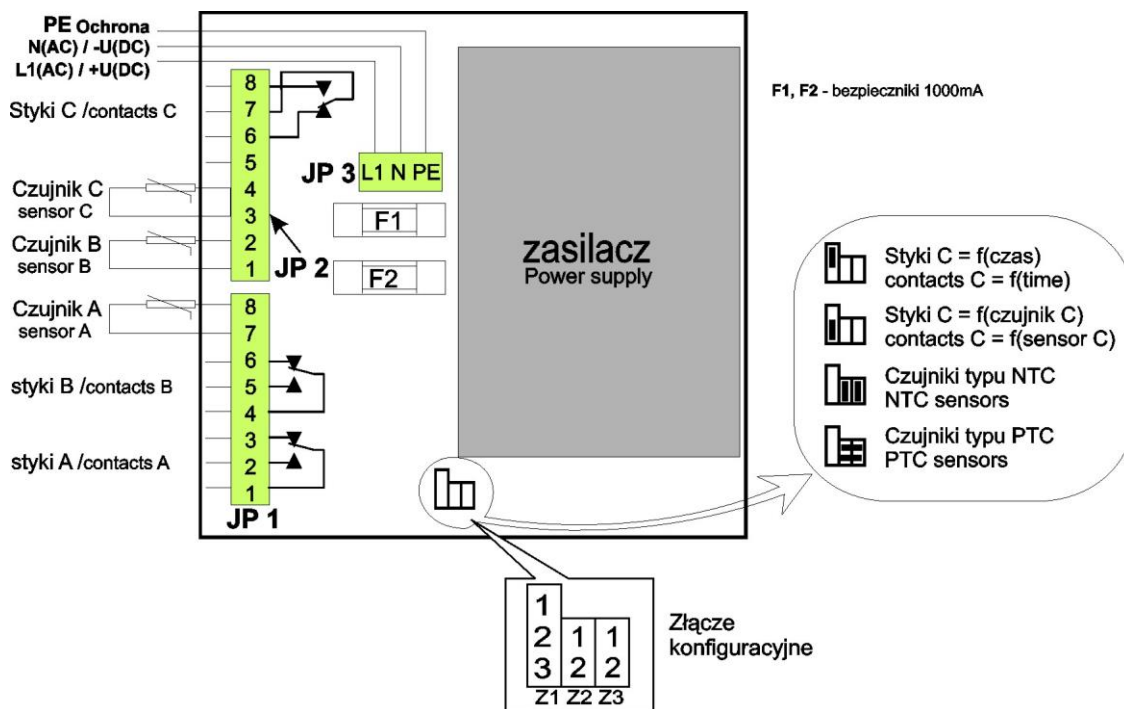 PE Ochrona
N(AC) / -U(DC)
L1(AC) / +U(DC)
Styki C /contacts C
Czujnik C
sensor C
Czujnik B
sensor B
Czujnik A
sensor A
styki B /contacts B
styki A /contacts A
8
7
6
5
4
3
2
1
JP 2
8
7
6
5
4
3
2
1
JP 1
JP 3
L1 N PE
F1
F2
zasilacz
Power supply
F1, F2 - bezpieczniki 1000mA
Styki C = f(czas)
contacts C = f(time)
Styki C = f(czujnik C)
contacts C = f(sensor C)
Czujniki typu NTC
NTC sensors
Czujniki typu PTC
PTC sensors
1
2 1 1
3 2 2
Z1 Z2 Z3
Złącze
konfiguracyjne